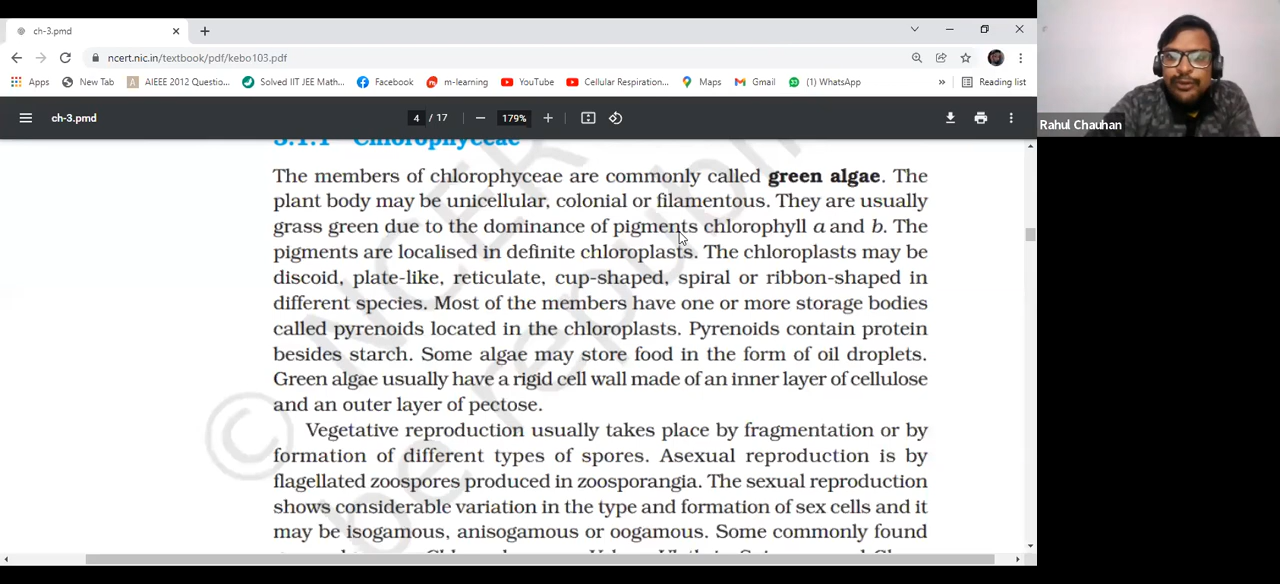 ch-3.pmd
ncert.nic.in/textbook/pdf/kebo103.pdf
Apps New Tab AIEEE 2012 Questio... Solved IIT JEE Math... Facebook m-learning YouTube Cellular Respiration... Maps Gmail (1) WhatsApp » Reading list
ch-3.pmd 4 / 17 179%
Rahul Chauhan
3.1.1 Chlorophyceae
The members of chlorophyceae are commonly called green algae. The
plant body may be unicellular, colonial or filamentous. They are usually
grass green due to the dominance of pigments chlorophyll a and b. The
pigments are localised in definite chloroplasts. The chloroplasts may be
discoid, plate-like, reticulate, cup-shaped, spiral or ribbon-shaped in
different species. Most of the members have one or more storage bodies
called pyrenoids located in the chloroplasts. Pyrenoids contain protein
besides starch. Some algae may store food in the form of oil droplets.
Green algae usually have a rigid cell wall made of an inner layer of cellulose
and an outer layer of pectose.
Vegetative reproduction usually takes place by fragmentation or by
formation of different types of spores. Asexual reproduction is by
flagellated zoospores produced in zoosporangia. The sexual reproduction
shows considerable variation in the type and formation of sex cells and it
may be isogamous, anisogamous or oogamous. Some commonly found
© NCER
be republi